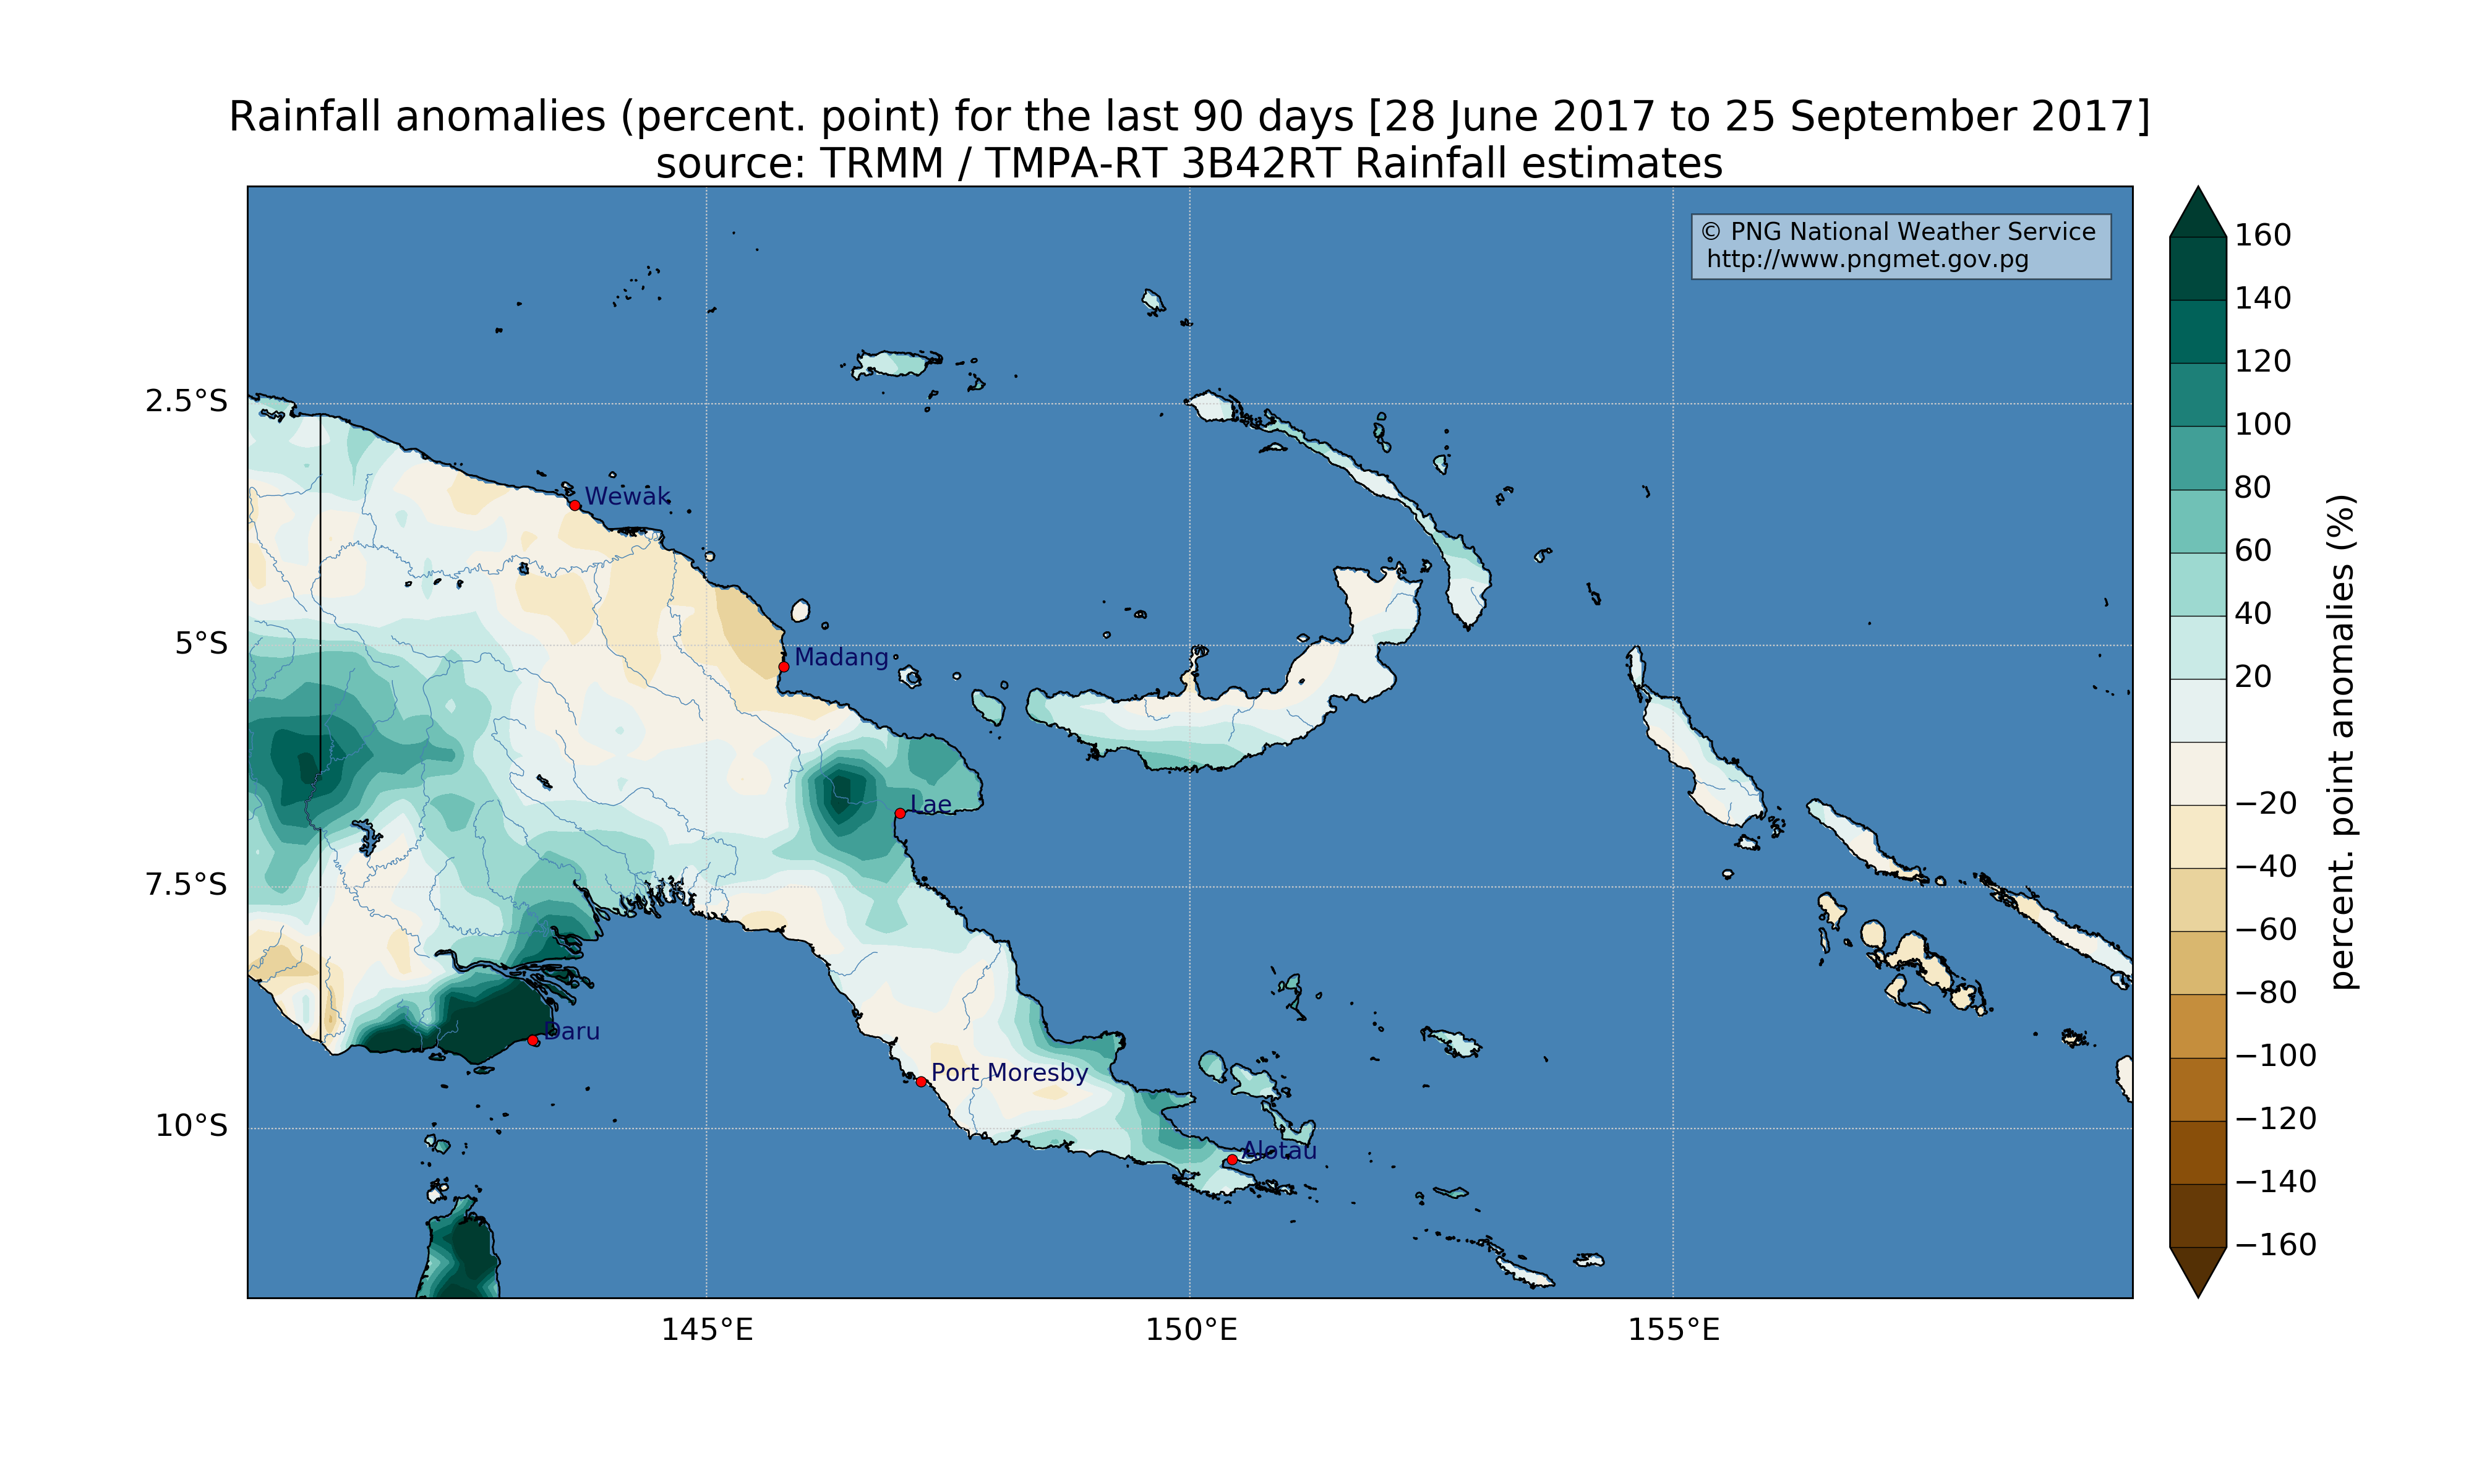 Rainfall anomalies (percent. point) for the last 90 days [28 June 2017 to 25 September 2017]
source: TRMM / TMPA-RT 3B42RT Rainfall estimates
© PNG National Weather Service
http://www.pngmet.gov.pg
2.5°S
5°S
7.5°S
10°S
Wewak
Madang
Lae
Daru
Port Moresby
Alotau
145°E
150°E
155°E
160
140
120
100
80
60
40
20
−20
−40
−60
−80
−100
−120
−140
−160
percent. point anomalies (%)